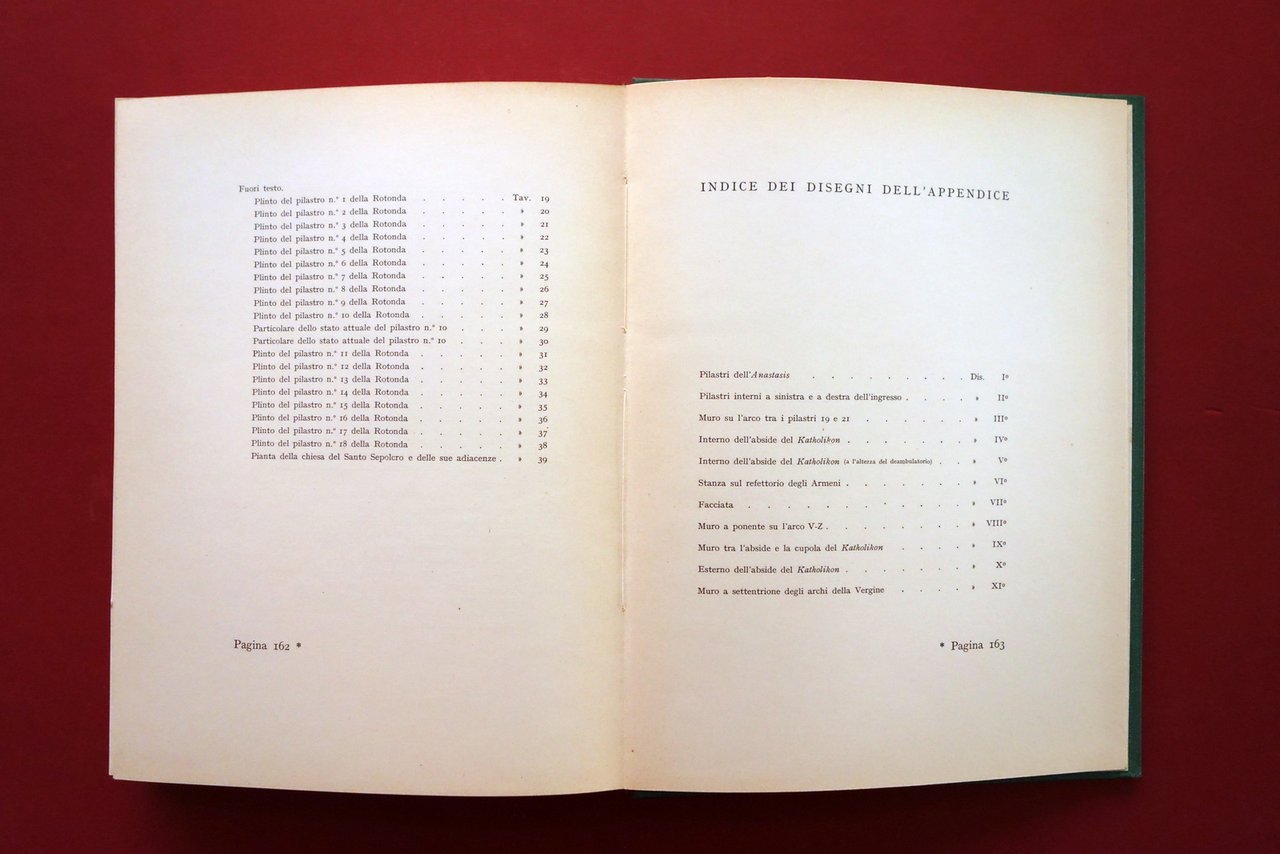 Fuori testo.
Plinto del pilastro n.° 1 della Rotonda . . . . . Tav. 19
Plinto del pilastro n.° 2 della Rotonda . . . . . » 20
Plinto del pilastro n.° 3 della Rotonda . . . . . » 21
Plinto del pilastro n.° 4 della Rotonda . . . . . » 22
Plinto del pilastro n.° 5 della Rotonda . . . . . » 23
Plinto del pilastro n.° 6 della Rotonda . . . . . » 24
Plinto del pilastro n.° 7 della Rotonda . . . . . » 25
Plinto del pilastro n.° 8 della Rotonda . . . . . » 26
Plinto del pilastro n.° 9 della Rotonda . . . . . » 27
Plinto del pilastro n.° 10 della Rotonda . . . . . » 28
Particolare dello stato attuale del pilastro n.° 10 . . . » 29
Particolare dello stato attuale del pilastro n.° 10 . . . » 30
Plinto del pilastro n.° 11 della Rotonda . . . . . » 31
Plinto del pilastro n.° 12 della Rotonda . . . . . » 32
Plinto del pilastro n.° 13 della Rotonda . . . . . » 33
Plinto del pilastro n.° 14 della Rotonda . . . . . » 34
Plinto del pilastro n.° 15 della Rotonda . . . . . » 35
Plinto del pilastro n.° 16 della Rotonda . . . . . » 36
Plinto del pilastro n.° 17 della Rotonda . . . . . » 37
Plinto del pilastro n.° 18 della Rotonda . . . . . » 38
Pianta della chiesa del Santo Sepolcro e delle sue adiacenze . » 39
Pagina 162 *
INDICE DEI DISEGNI DELL'APPENDICE
Pilastri dell'Anastasis . . . . . . . Dis. I°
Pilastri interni a sinistra e a destra dell'ingresso . . . . » II°
Muro su l'arco tra i pilastri 19 e 21 . . . . . . » III°
Interno dell'abside del Katholikon . . . . . . . » IV°
Interno dell'abside del Katholikon (a l'altezza del deambulatorio) . . » V°
Stanza sul refettorio degli Armeni . . . . . . . » VI°
Facciata . . . . . . . . . . . . » VII°
Muro a ponente su l'arco V-Z . . . . . . . . » VIII°
Muro tra l'abside e la cupola del Katholikon . . . . » IX°
Esterno dell'abside del Katholikon . . . . . . . » X°
Muro a settentrione degli archi della Vergine . . . . » XI°
* Pagina 163